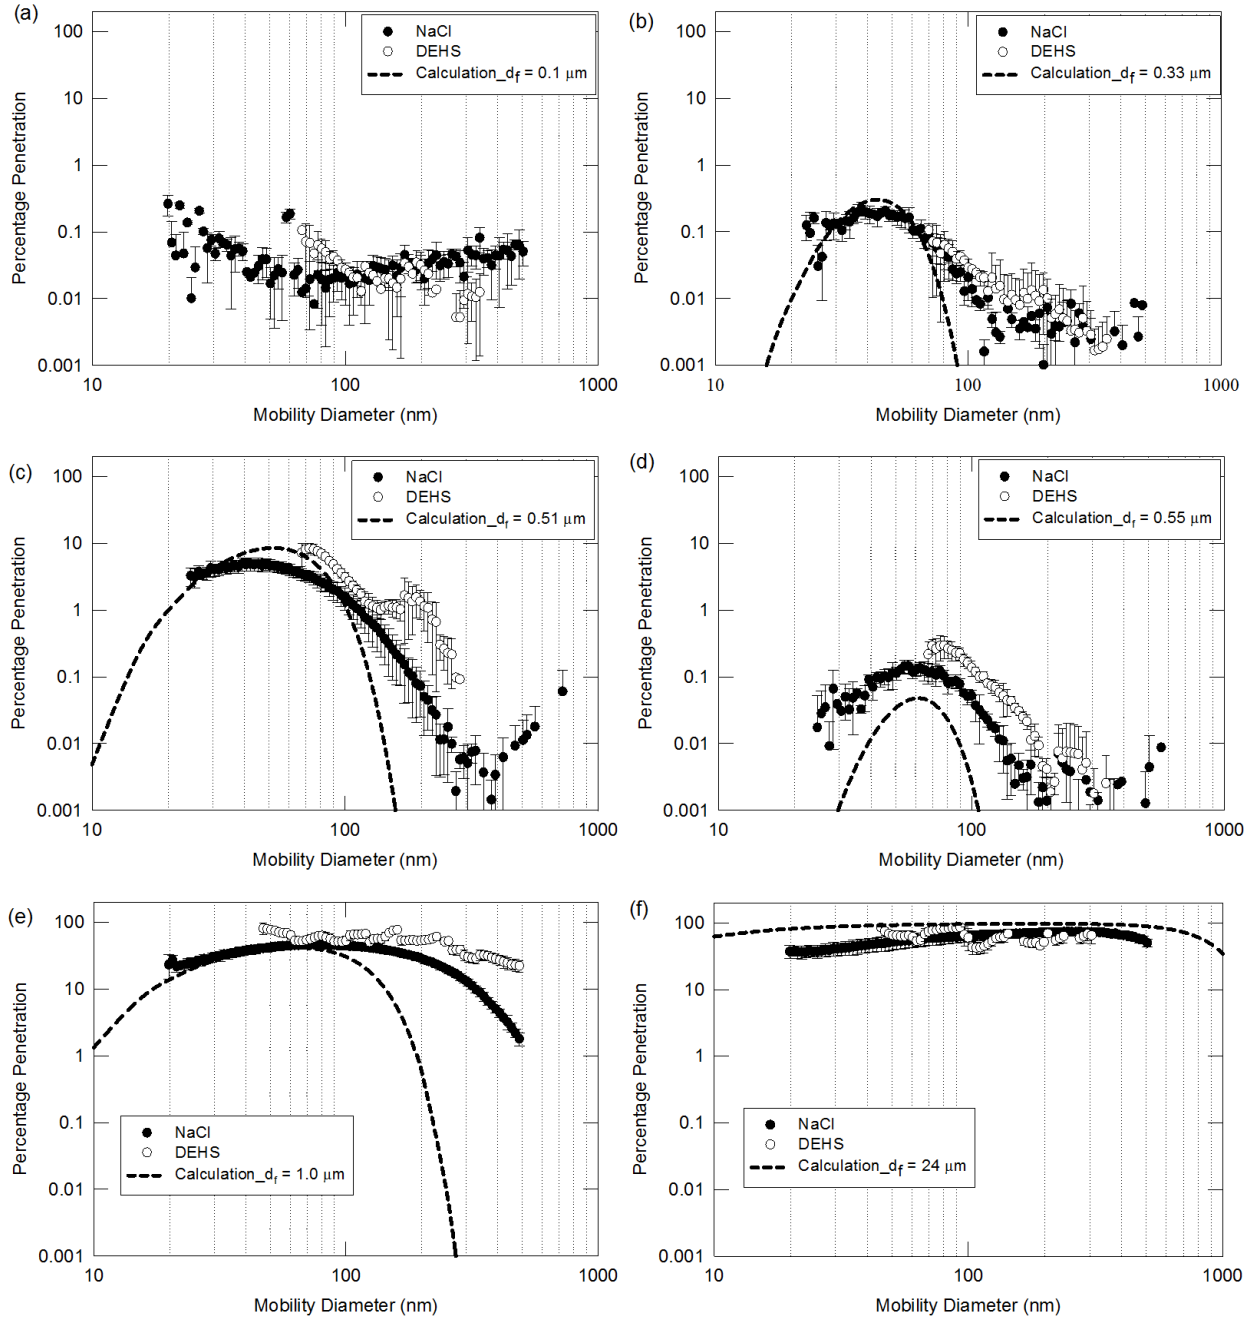 (a)
NaCl
DEHS
Calculation_df = 0.1 µm
100
10
1
0.1
0.01
0.001
Percentage Penetration
10
100
1000
Mobility Diameter (nm)
(b)
NaCl
DEHS
Calculation_df = 0.33 µm
100
10
1
0.1
0.01
0.001
Percentage Penetration
10
100
1000
Mobility Diameter (nm)
(c)
NaCl
DEHS
Calculation_df = 0.51 µm
100
10
1
0.1
0.01
0.001
Percentage Penetration
10
100
1000
Mobility Diameter (nm)
(d)
NaCl
DEHS
Calculation_df = 0.55 µm
100
10
1
0.1
0.01
0.001
Percentage Penetration
10
100
1000
Mobility Diameter (nm)
(e)
100
10
1
0.1
0.01
0.001
Percentage Penetration
NaCl
DEHS
Calculation_df = 1.0 µm
10
100
1000
Mobility Diameter (nm)
(f)
100
10
1
0.1
0.01
0.001
Percentage Penetration
NaCl
DEHS
Calculation_df = 24 µm
10
100
1000
Mobility Diameter (nm)